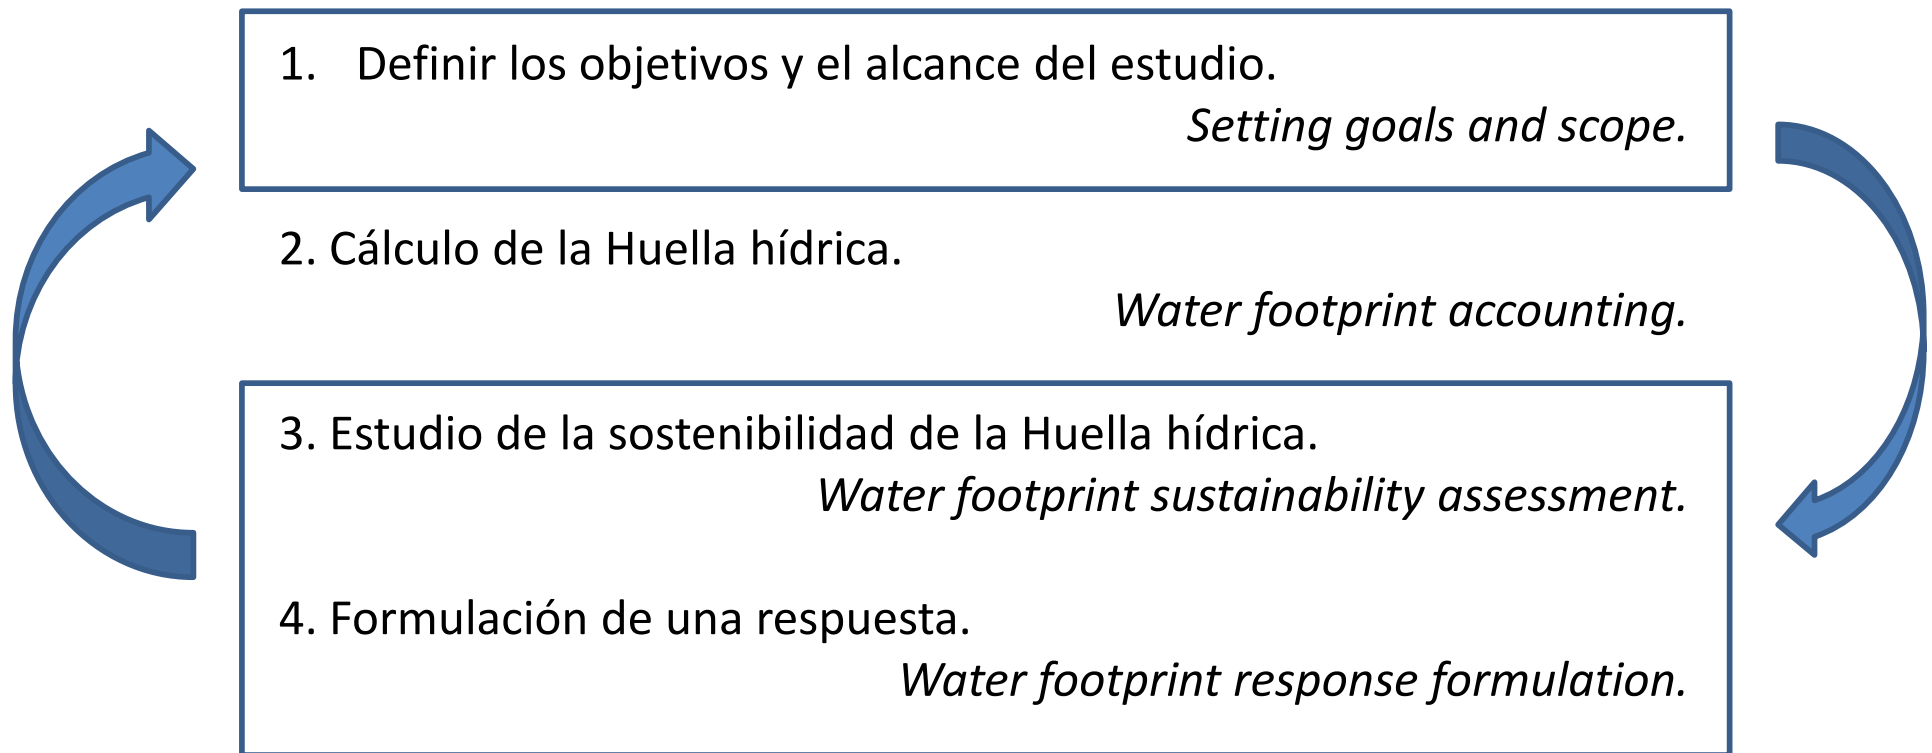 1. Definir los objetivos y el alcance del estudio.
Setting goals and scope.
2. Cálculo de la Huella hídrica.
Water footprint accounting.
3. Estudio de la sostenibilidad de la Huella hídrica.
Water footprint sustainability assessment.
4. Formulación de una respuesta.
Water footprint response formulation.